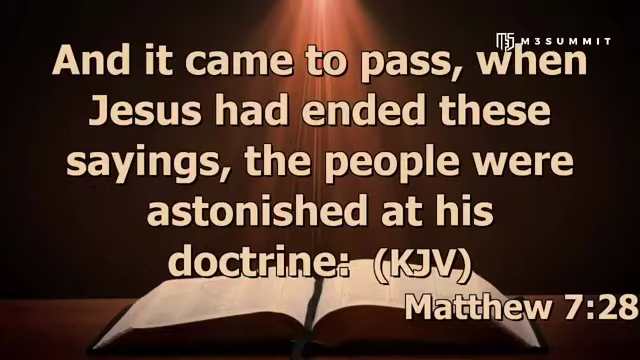 M3SUMMIT
And it came to pass, when
Jesus had ended these
sayings, the people were
astonished at his
doctrine: (KJV)
Matthew 7:28